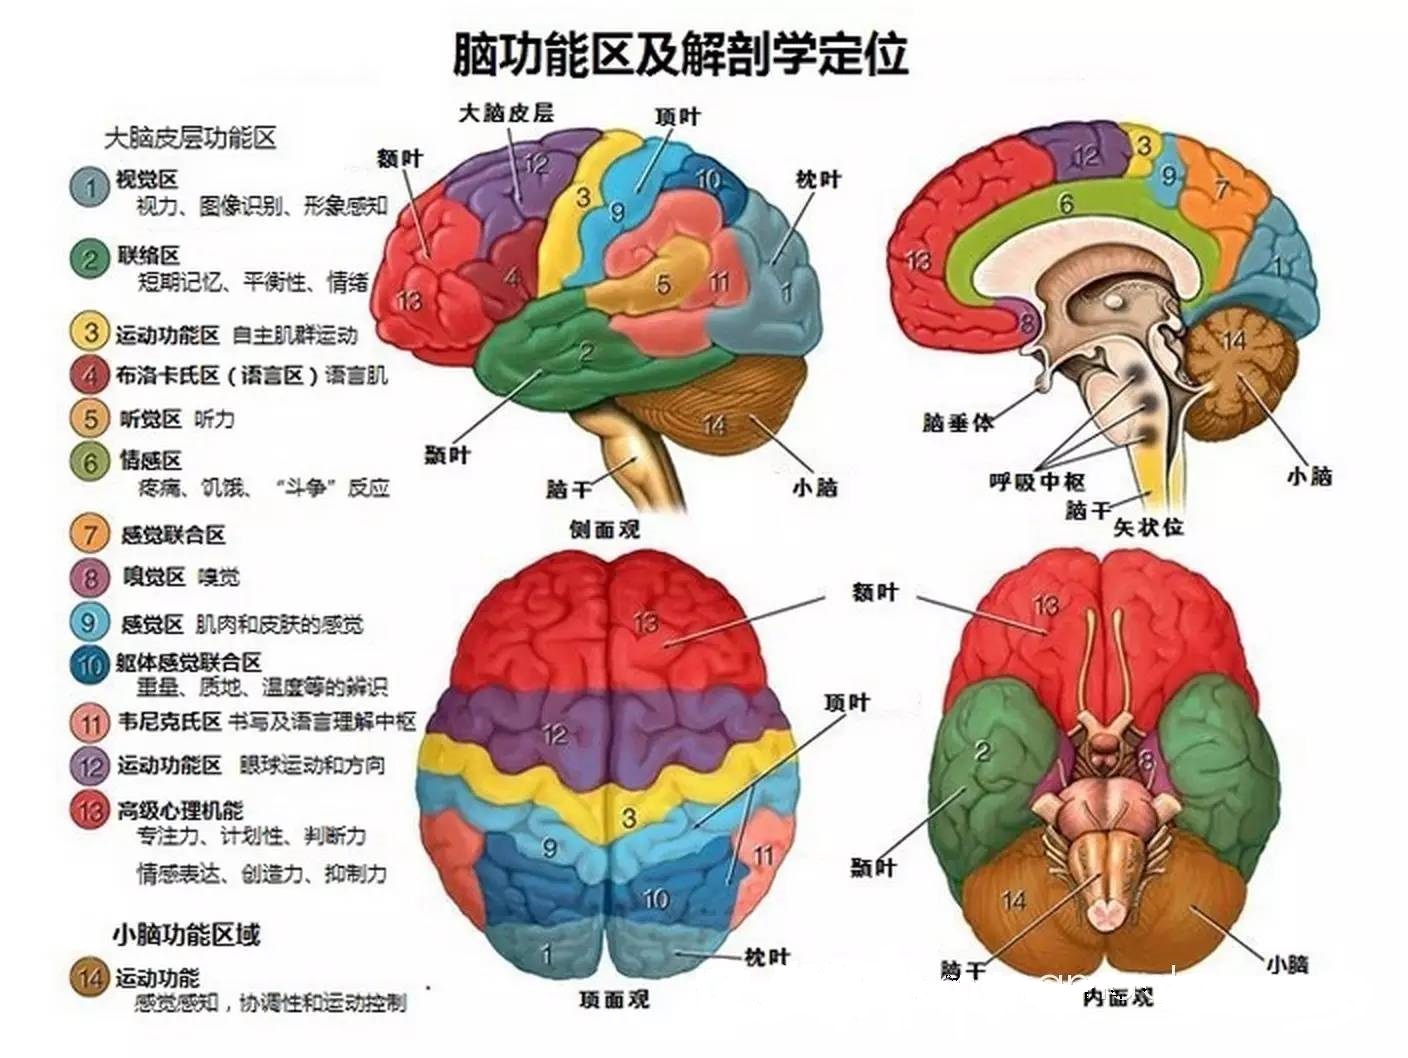 脑功能区及解剖学定位
大脑皮层功能区
1 视觉区
视力、图像识别、形象感知
2 联络区
短期记忆、平衡性、情绪
3 运动功能区 自主肌群运动
4 布洛卡氏区（语言区）语言肌
5 听觉区 听力
6 情感区
疼痛、饥饿、“斗争”反应
7 感觉联合区
8 嗅觉区 嗅觉
9 感觉区 肌肉和皮肤的感觉
10 躯体感觉联合区
重量、质地、温度等的辨识
11 韦尼克氏区 书写及语言理解中枢
12 运动功能区 眼球运动和方向
13 高级心理机能
专注力、计划性、判断力
情感表达、创造力、抑制力
小脑功能区域
14 运动功能
感觉感知，协调性和运动控制
大脑皮层
顶叶
额叶
枕叶
12
3
9
10
4
5
11
13
1
2
14
颞叶
脑干
小脑
侧面观
12
3
9
7
6
13
1
8
14
脑垂体
呼吸中枢
脑干
小脑
矢状位
13
额叶
12
顶叶
3
9
11
10
1
枕叶
顶面观
13
2
8
颞叶
14
脑干
小脑
内面观